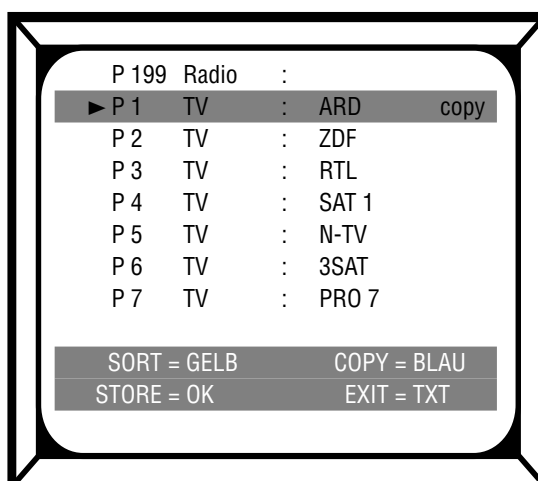 P 199 Radio :
►P 1 TV : ARD copy
P 2 TV : ZDF
P 3 TV : RTL
P 4 TV : SAT 1
P 5 TV : N-TV
P 6 TV : 3SAT
P 7 TV : PRO 7
SORT = GELB COPY = BLAU
STORE = OK EXIT = TXT